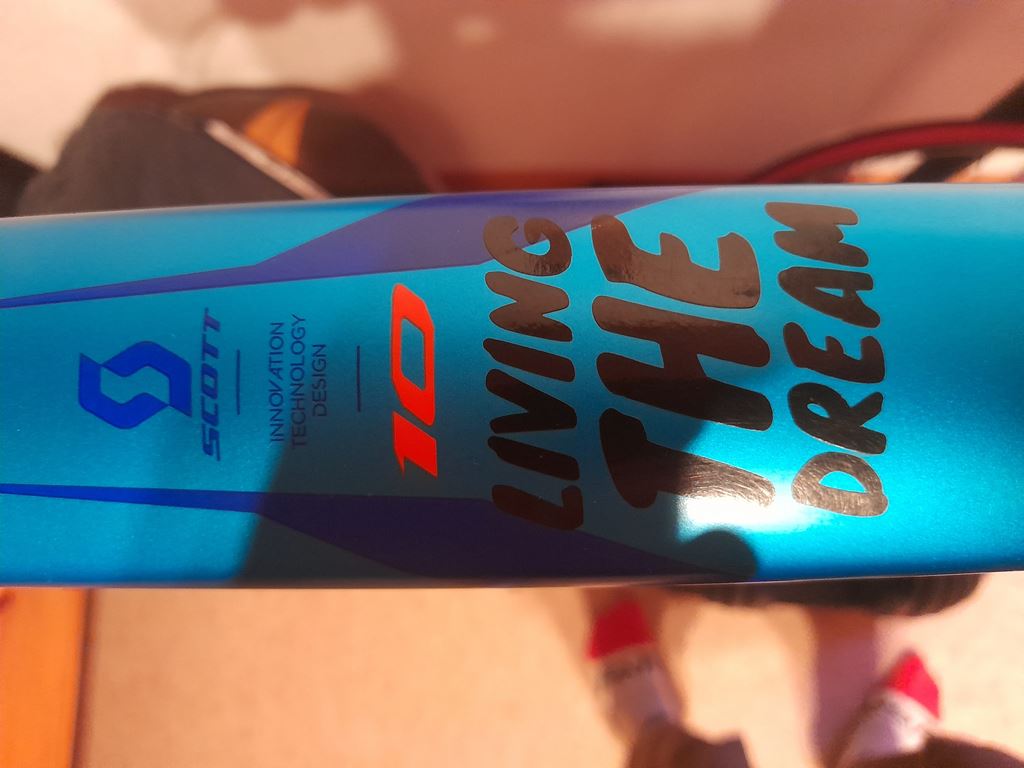 SCOTT
INNOVATION
TECHNOLOGY
DESIGN
10
LIVING
THE
DREAM